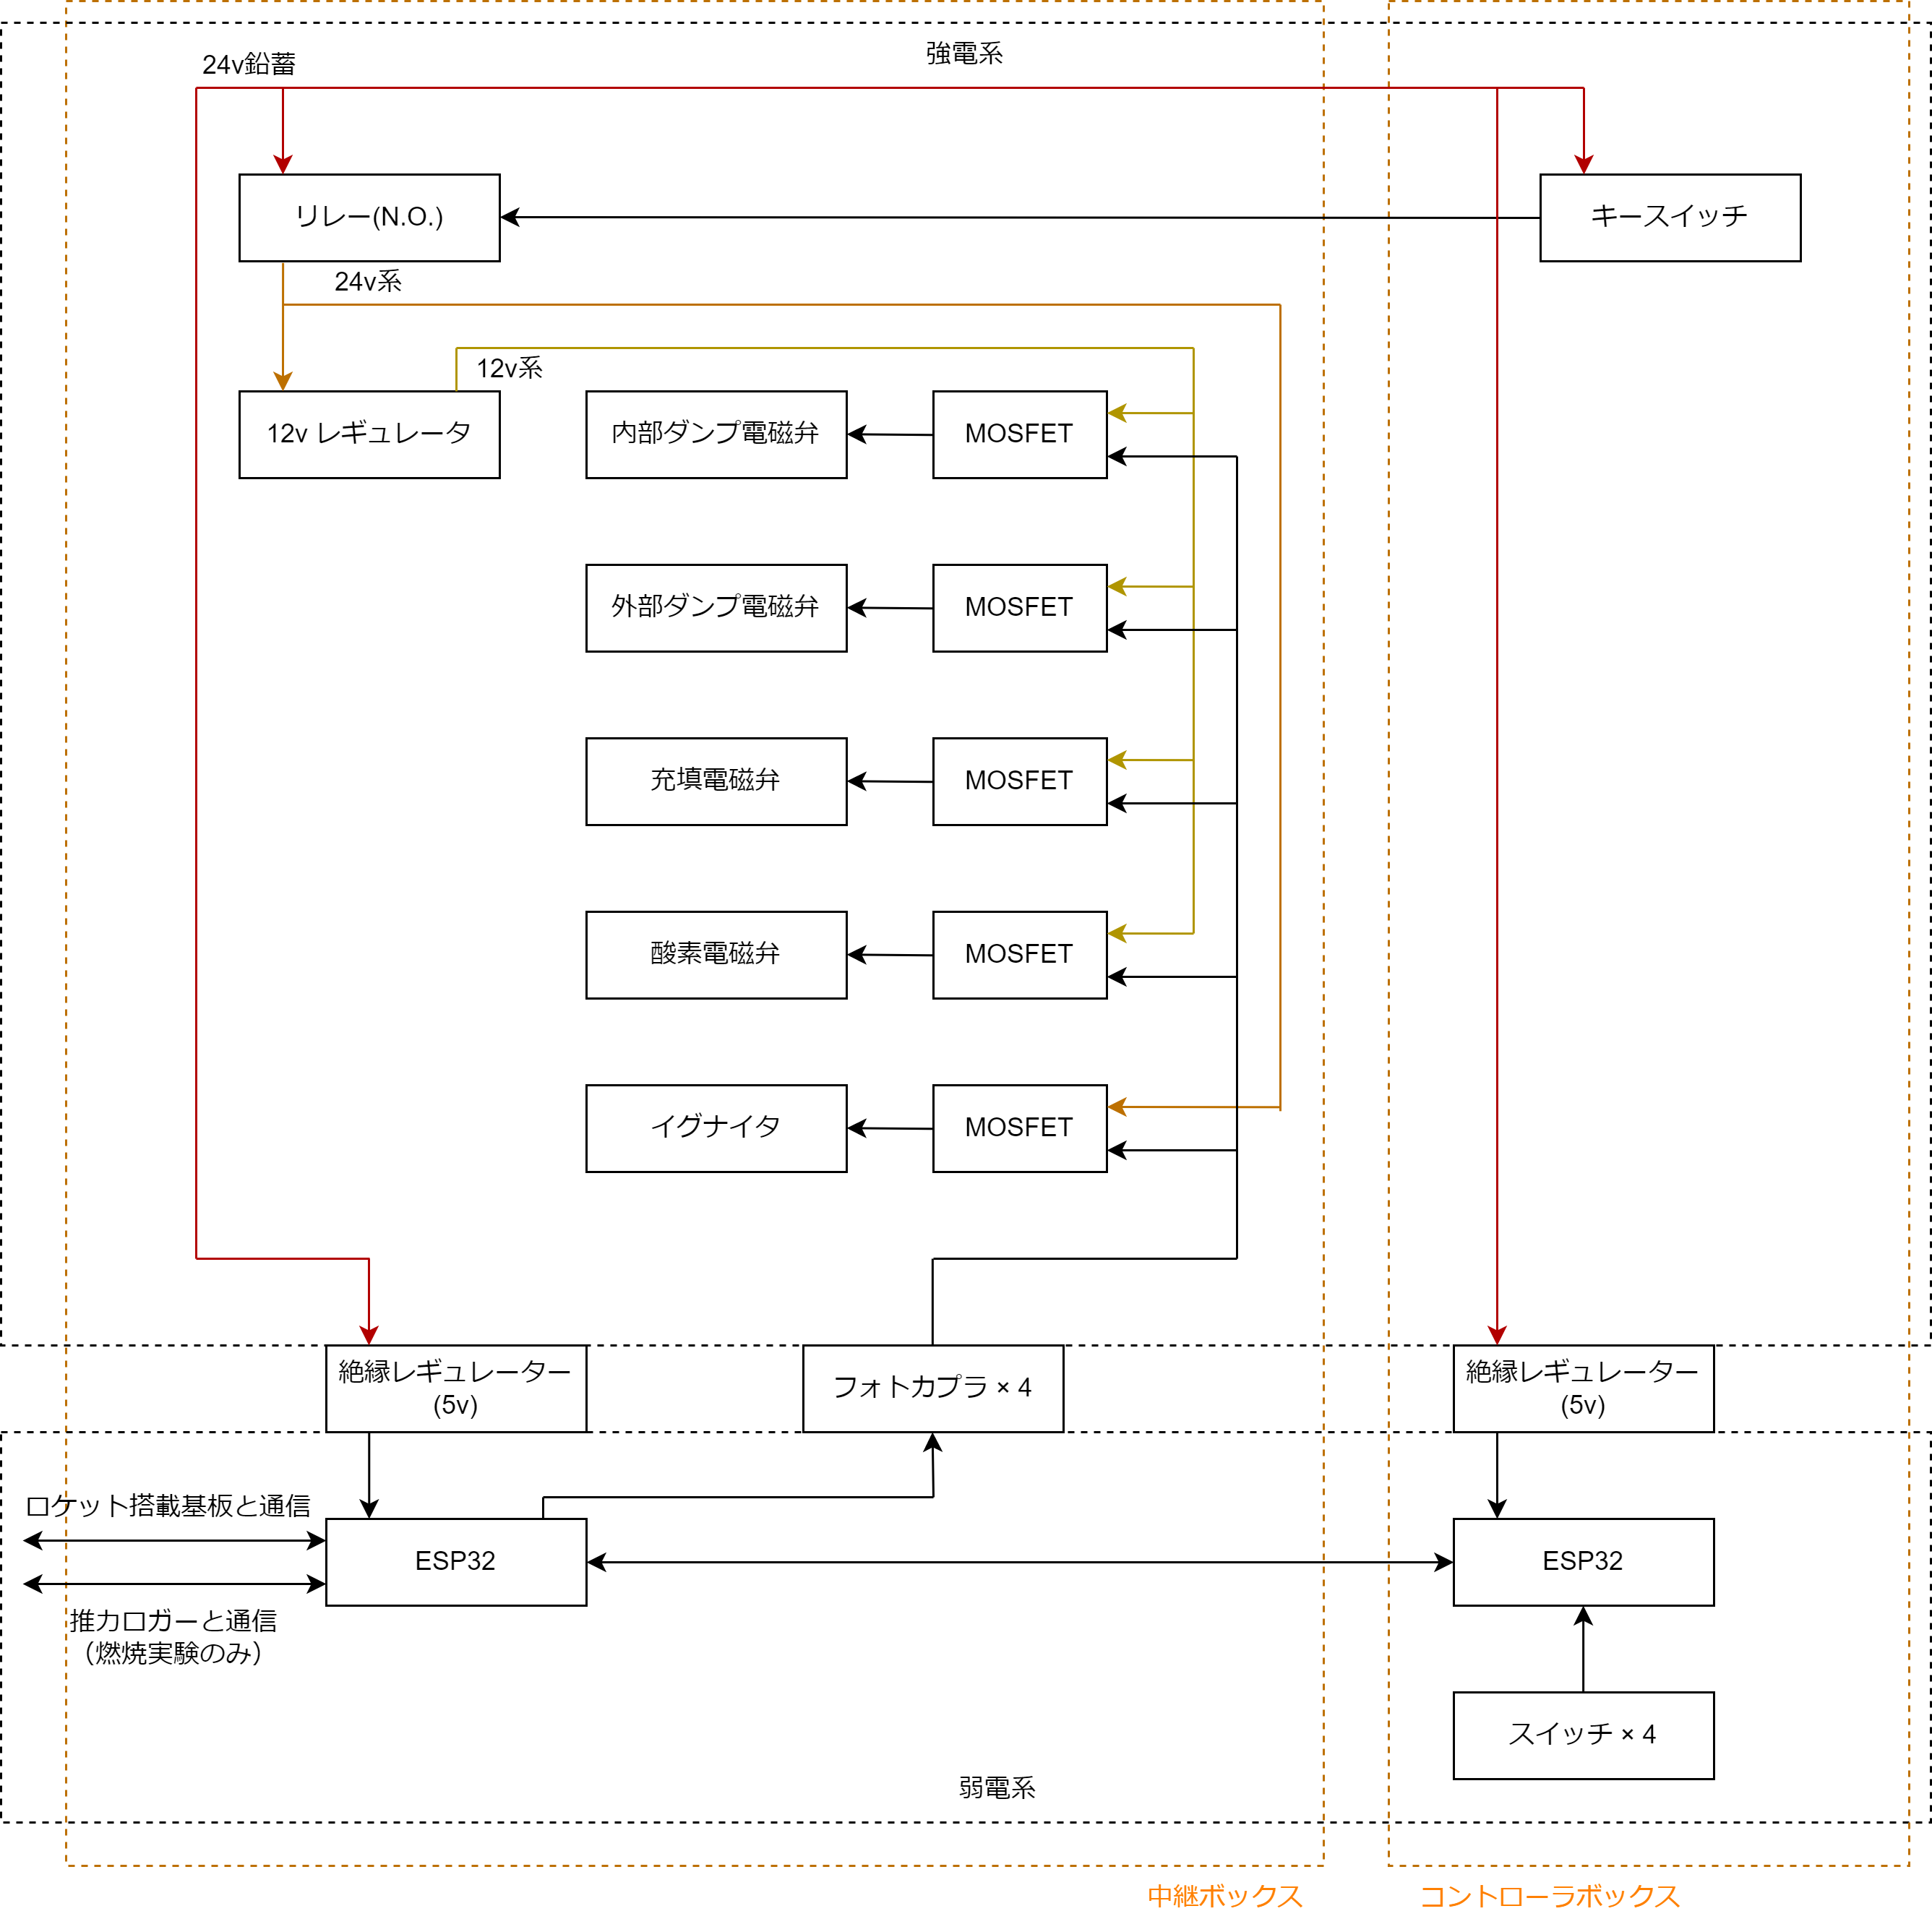 強電系
24v鉛蓄
リレー(N.O.)
キースイッチ
24v系
12v系
12v レギュレータ
内部ダンプ電磁弁
MOSFET
外部ダンプ電磁弁
MOSFET
充填電磁弁
MOSFET
酸素電磁弁
MOSFET
イグナイタ
MOSFET
絶縁レギュレーター
(5v)
フォトカプラ × 4
絶縁レギュレーター
(5v)
ロケット搭載基板と通信
ESP32
ESP32
推力ロガーと通信
（燃焼実験のみ）
スイッチ × 4
弱電系
中継ボックス
コントローラボックス